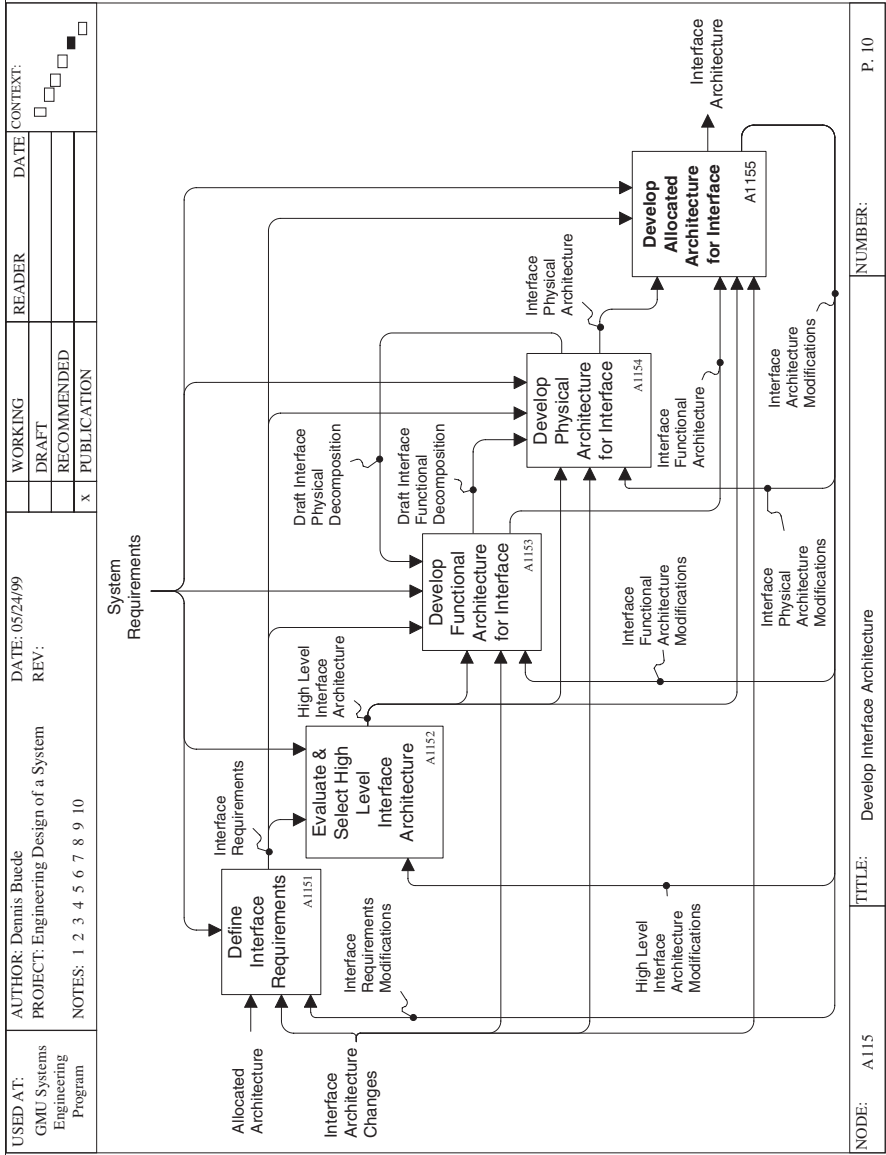 USED AT:
GMU Systems
Engineering
Program
AUTHOR: Dennis Buede
PROJECT: Engineering Design of a System
NOTES: 1 2 3 4 5 6 7 8 9 10
DATE: 05/24/99
REV:
WORKING
DRAFT
RECOMMENDED
x PUBLICATION
READER
DATE
CONTEXT:
System
Requirements
Allocated
Architecture
Interface
Architecture
Changes
Define
Interface
Requirements
A1151
Interface
Requirements
Interface
Requirements
Modifications
Evaluate &
Select High
Level
Interface
Architecture
A1152
High Level
Interface
Architecture
High Level
Interface
Architecture
Modifications
Develop
Functional
Architecture
for Interface
A1153
Draft Interface
Physical
Decomposition
Draft Interface
Functional
Decomposition
Interface
Functional
Architecture
Modifications
Develop
Physical
Architecture
for Interface
A1154
Interface
Physical
Architecture
Interface
Functional
Architecture
Interface
Physical
Architecture
Modifications
Develop
Allocated
Architecture
for Interface
A1155
Interface
Architecture
Interface
Architecture
Modifications
NODE: A115
TITLE: Develop Interface Architecture
NUMBER: P. 10